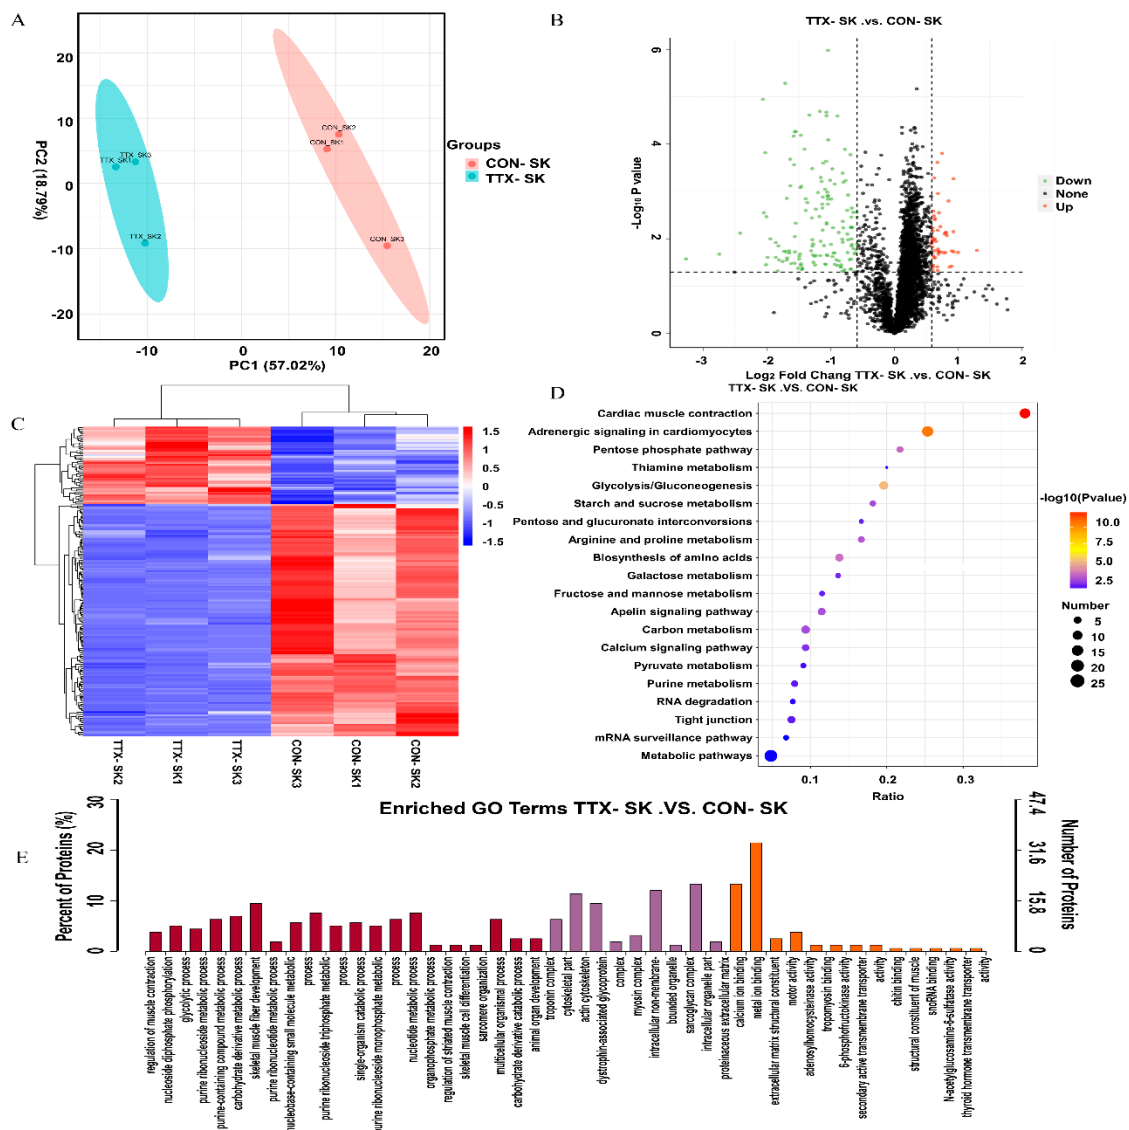 A
20
10
0
-10
-20
PC2 (18.79%)
-10
0
10
20
PC1 (57.02%)
TTX_SK3
TTX_SK1
TTX_SK2
CON_SK2
CON_SK1
CON_SK3
Groups
CON- SK
TTX- SK
B
TTX- SK .vs. CON- SK
6
4
2
0
-Log₁₀ P value
-3
-2
-1
0
1
2
Log₂ Fold Chang TTX- SK .vs. CON- SK
Down
None
Up
C
1.5
1
0.5
0
-0.5
-1
-1.5
TTX- SK2
TTX- SK1
TTX- SK3
CON- SK3
CON- SK1
CON- SK2
TTX- SK .VS. CON- SK
D
Cardiac muscle contraction
Adrenergic signaling in cardiomyocytes
Pentose phosphate pathway
Thiamine metabolism
Glycolysis/Gluconeogenesis
Starch and sucrose metabolism
Pentose and glucuronate interconversions
Arginine and proline metabolism
Biosynthesis of amino acids
Galactose metabolism
Fructose and mannose metabolism
Apelin signaling pathway
Carbon metabolism
Calcium signaling pathway
Pyruvate metabolism
Purine metabolism
RNA degradation
Tight junction
mRNA surveillance pathway
Metabolic pathways
0.1
0.2
0.3
Ratio
-log10(Pvalue)
10.0
7.5
5.0
2.5
Number
5
10
15
20
25
E
Enriched GO Terms TTX- SK .VS. CON- SK
30
20
10
0
Percent of Proteins (%)
47.4
31.6
15.8
0
Number of Proteins
regulation of muscle contraction
nucleoside diphosphate phosphorylation
glycolytic process
purine ribonucleoside metabolic process
purine-containing compound metabolic process
carbohydrate derivative metabolic process
skeletal muscle fiber development
purine ribonucleotide metabolic process
nucleobase-containing small molecule metabolic
process
purine ribonucleoside triphosphate metabolic
process
single-organism catabolic process
purine ribonucleoside monophosphate metabolic
process
nucleotide metabolic process
organophosphate metabolic process
regulation of striated muscle contraction
skeletal muscle cell differentiation
sarcomere organization
multicellular organismal process
carbohydrate derivative catabolic process
animal organ development
troponin complex
cytoskeletal part
actin cytoskeleton
dystrophin-associated glycoprotein
complex
myosin complex
intracellular non-membrane-
bounded organelle
sarcoglycan complex
intracellular organelle part
proteinaceous extracellular matrix
calcium ion binding
metal ion binding
extracellular matrix structural constituent
motor activity
adenosylhomocysteinase activity
tropomyosin binding
6-phosphofructokinase activity
secondary active transmembrane transporter
activity
chitin binding
structural constituent of muscle
snRNA binding
N-acetylglucosamine-6-sulfatase activity
thyroid hormone transmembrane transporter
activity